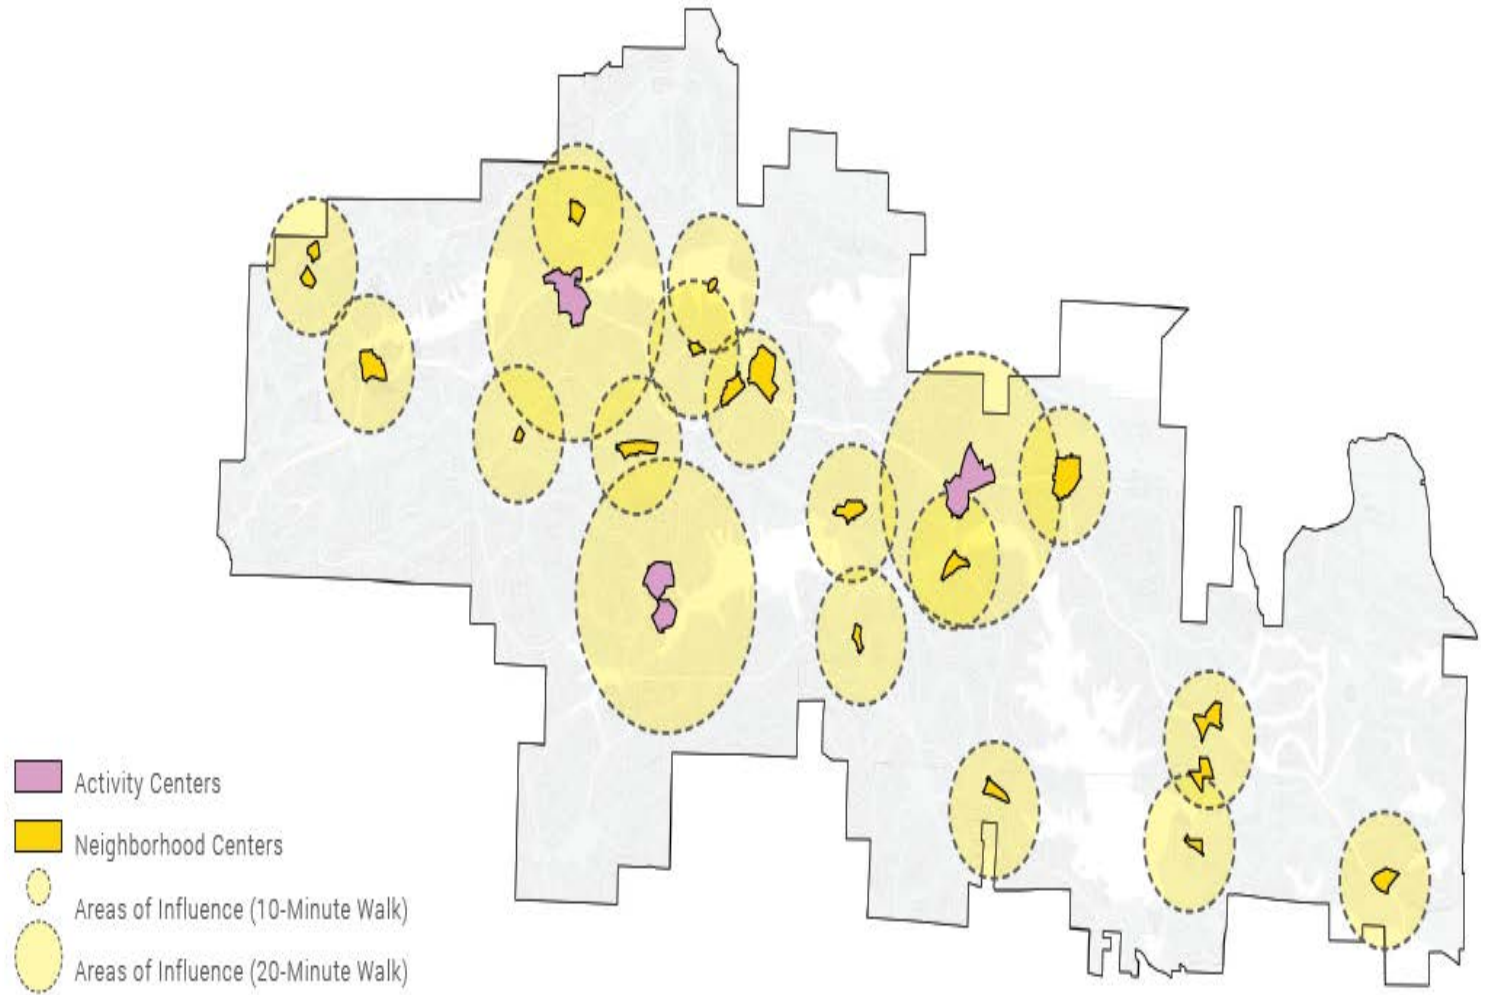 Activity Centers
Neighborhood Centers
Areas of Influence (10-Minute Walk)
Areas of Influence (20-Minute Walk)